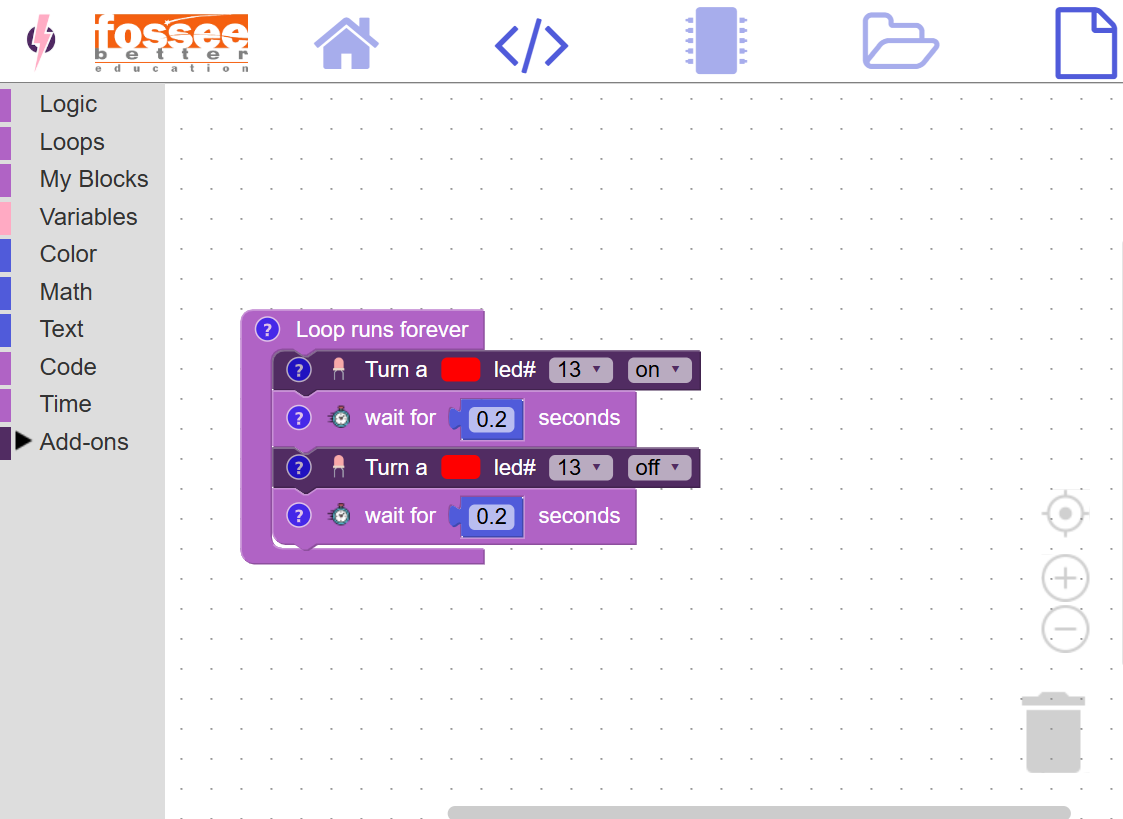 fossee
better
education
Logic
Loops
My Blocks
Variables
Color
Math
Text
Code
Time
Add-ons
? Loop runs forever
? Turn a led# 13 on
? wait for 0.2 seconds
? Turn a led# 13 off
? wait for 0.2 seconds